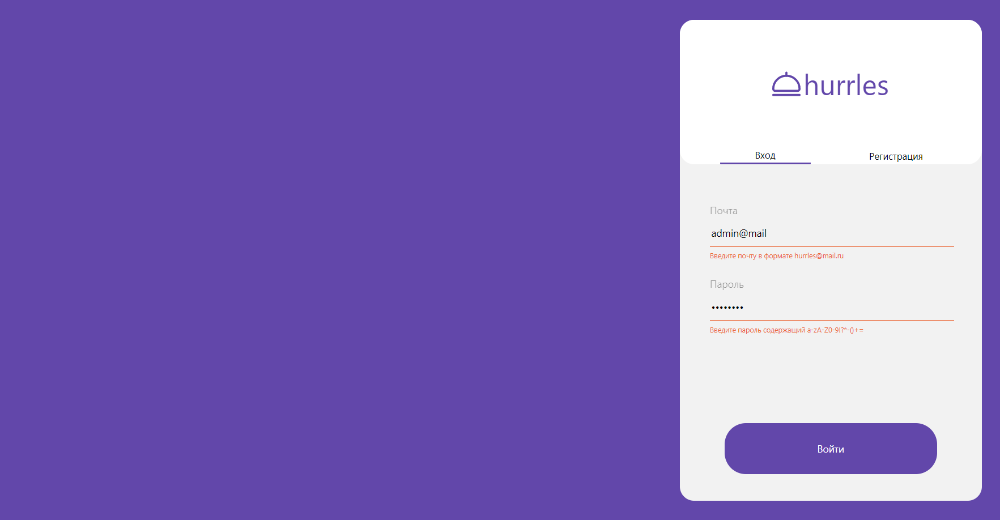 hurrles
Вход
Регистрация
Почта
admin@mail
Введите почту в формате hurrles@mail.ru
Пароль
••••••••
Введите пароль содержащий a-zA-Z0-9!?*-()+=
Войти